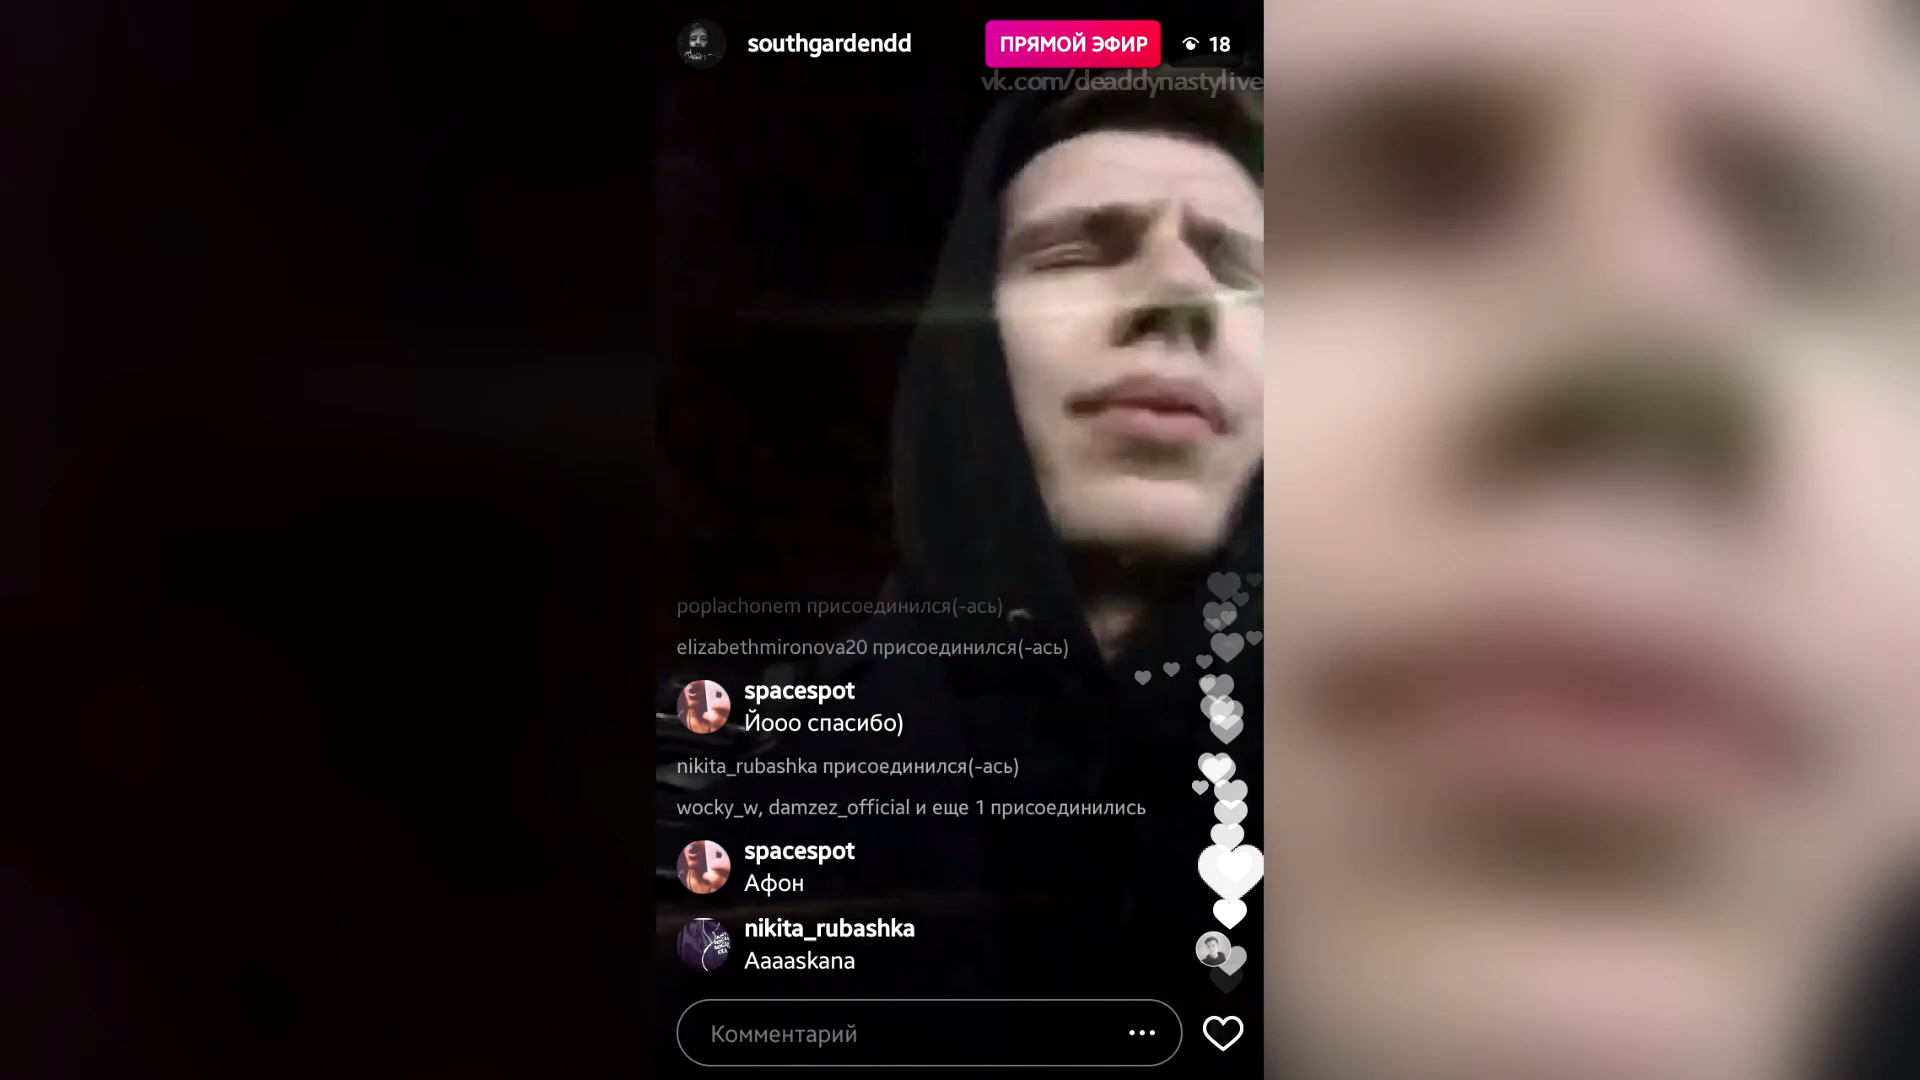 southgardendd
ПРЯМОЙ ЭФИР
18
vk.com/deaddynastylive
poplachonem присоединился(-ась)
elizabethmironova20 присоединился(-ась)
spacespot
Йооо спасибо)
nikita_rubashka присоединился(-ась)
wocky_w, damzez_official и еще 1 присоединились
spacespot
Афон
nikita_rubashka
Aaaaskana
Комментарий